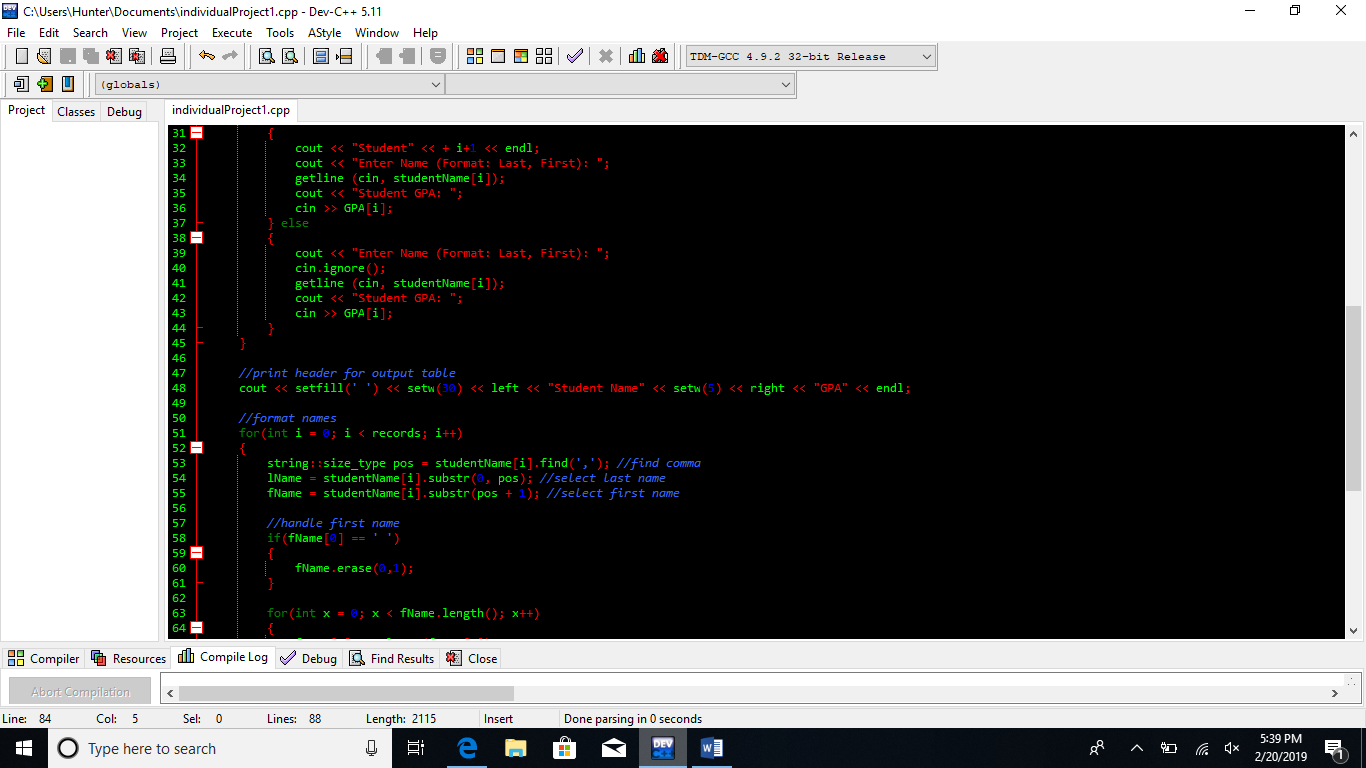 C:\Users\Hunter\Documents\individualProject1.cpp - Dev-C++ 5.11
File Edit Search View Project Execute Tools AStyle Window Help
TDM-GCC 4.9.2 32-bit Release
(globals)
Project Classes Debug
individualProject1.cpp
31 {
32 cout << "Student" << + i+1 << endl;
33 cout << "Enter Name (Format: Last, First): ";
34 getline (cin, studentName[i]);
35 cout << "Student GPA: ";
36 cin >> GPA[i];
37 } else
38 {
39 cout << "Enter Name (Format: Last, First): ";
40 cin.ignore();
41 getline (cin, studentName[i]);
42 cout << "Student GPA: ";
43 cin >> GPA[i];
44 }
45 }
46
47 //print header for output table
48 cout << setfill(' ') << setw(30) << left << "Student Name" << setw(5) << right << "GPA" << endl;
49
50 //format names
51 for(int i = 0; i < records; i++)
52 {
53 string::size_type pos = studentName[i].find(','); //find comma
54 lName = studentName[i].substr(0, pos); //select last name
55 fName = studentName[i].substr(pos + 1); //select first name
56
57 //handle first name
58 if(fName[0] == ' ')
59 {
60 fName.erase(0,1);
61 }
62
63 for(int x = 0; x < fName.length(); x++)
64 {
Compiler Resources Compile Log Debug Find Results Close
Abort Compilation
Line: 84 Col: 5 Sel: 0 Lines: 88 Length: 2115 Insert Done parsing in 0 seconds
Type here to search
DEV
5:39 PM
2/20/2019
1